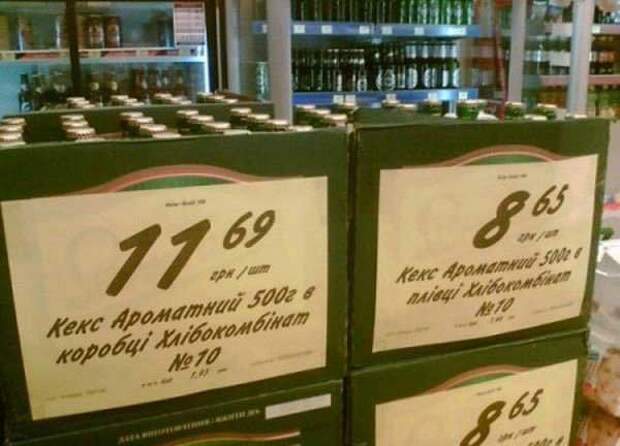 11 69
грн / шт
Кекс Ароматний 500г в
коробці Хлібокомбінат
№10
8 65
грн / шт
Кекс Ароматний 500г в
плівці Хлібокомбінат
№10
8 65